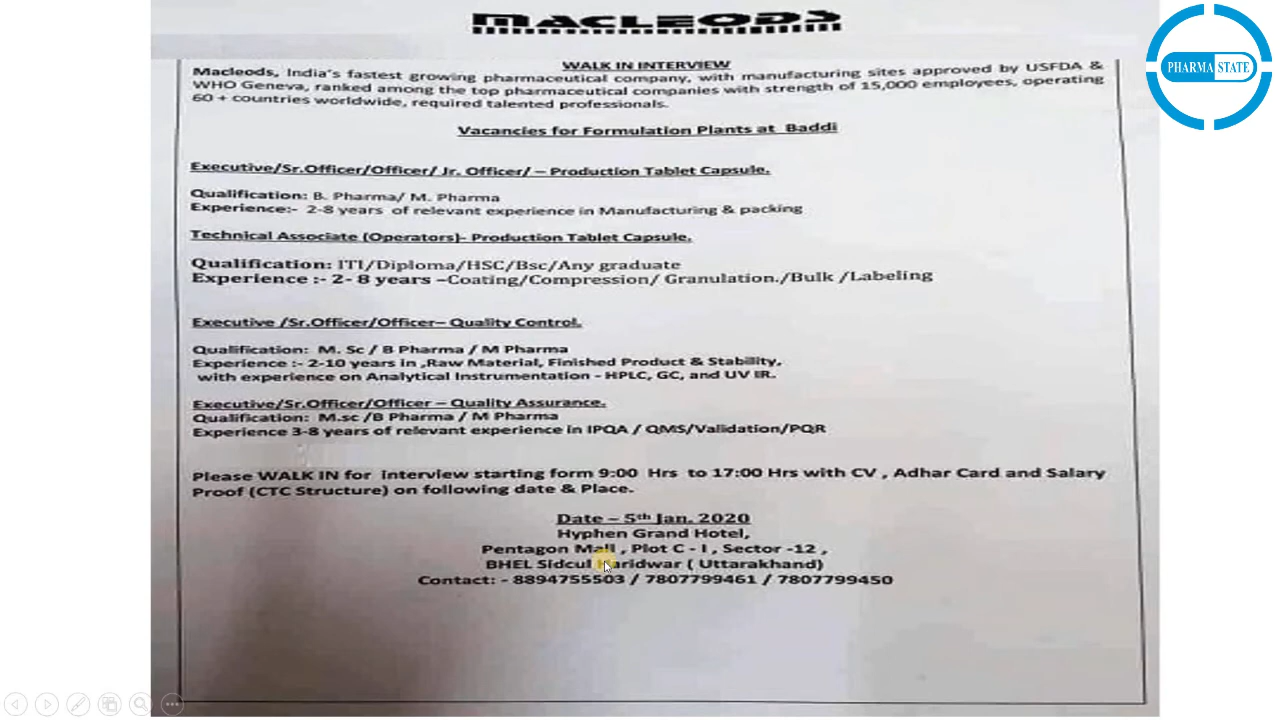 MACLEODS
PHARMA STATE
WALK IN INTERVIEW
Macleods, India's fastest growing pharmaceutical company, with manufacturing sites approved by USFDA &
WHO Geneva, ranked among the top pharmaceutical companies with strength of 15,000 employees, operating
60 + countries worldwide, required talented professionals.
Vacancies for Formulation Plants at Baddi
Executive/Sr.Officer/Officer/ Jr. Officer/ – Production Tablet Capsule.
Qualification: B. Pharma/ M. Pharma
Experience:- 2-8 years of relevant experience in Manufacturing & packing
Technical Associate (Operators)- Production Tablet Capsule.
Qualification: ITI/Diploma/HSC/Bsc/Any graduate
Experience :- 2- 8 years –Coating/Compression/ Granulation./Bulk /Labeling
Executive /Sr.Officer/Officer– Quality Control.
Qualification: M. Sc / B Pharma / M Pharma
Experience :- 2-10 years in ,Raw Material, Finished Product & Stability,
with experience on Analytical Instrumentation - HPLC, GC, and UV IR.
Executive/Sr.Officer/Officer – Quality Assurance.
Qualification: M.sc /B Pharma / M Pharma
Experience 3-8 years of relevant experience in IPQA / QMS/Validation/PQR
Please WALK IN for interview starting form 9:00 Hrs to 17:00 Hrs with CV , Adhar Card and Salary
Proof (CTC Structure) on following date & Place.
Date – 5th Jan. 2020
Hyphen Grand Hotel,
Pentagon Mall , Plot C - I , Sector -12 ,
BHEL Sidcul Haridwar ( Uttarakhand)
Contact: - 8894755503 / 7807799461 / 7807799450